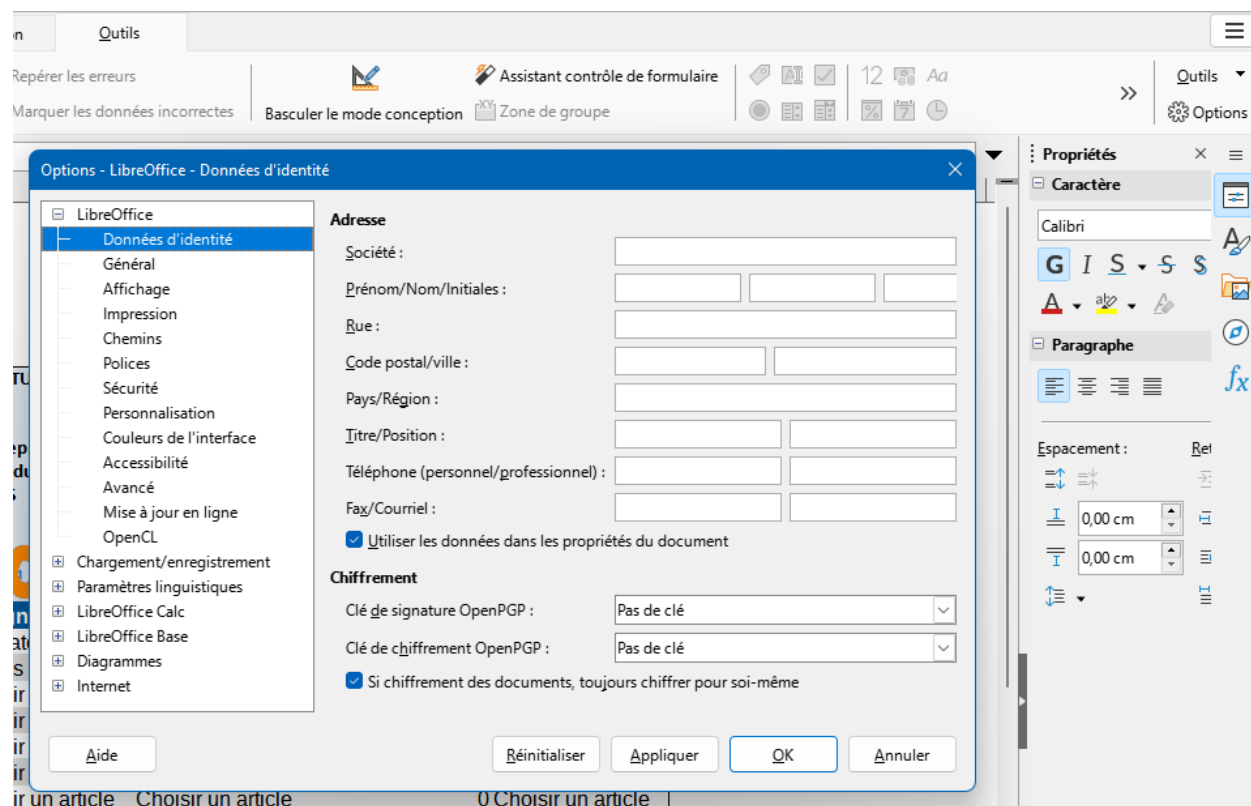 Outils
Repérer les erreurs
Assistant contrôle de formulaire
12
Aa
Outils
Marquer les données incorrectes
Basculer le mode conception
XY
Zone de groupe
Options
Options - LibreOffice - Données d'identité
LibreOffice
Données d'identité
Général
Affichage
Impression
Chemins
Polices
Sécurité
Personnalisation
Couleurs de l'interface
Accessibilité
Avancé
Mise à jour en ligne
OpenCL
Chargement/enregistrement
Paramètres linguistiques
LibreOffice Calc
LibreOffice Base
Diagrammes
Internet
Adresse
Société :
Prénom/Nom/Initiales :
Rue :
Code postal/ville :
Pays/Région :
Titre/Position :
Téléphone (personnel/professionnel) :
Fax/Courriel :
Utiliser les données dans les propriétés du document
Chiffrement
Clé de signature OpenPGP : Pas de clé
Clé de chiffrement OpenPGP : Pas de clé
Si chiffrement des documents, toujours chiffrer pour soi-même
Aide
Réinitialiser
Appliquer
OK
Annuler
Propriétés
Caractère
Calibri
G I S S S
A
Paragraphe
Espacement :
Ret
0,00 cm
0,00 cm
fx
ir un article Choisir un article 0 Choisir un article